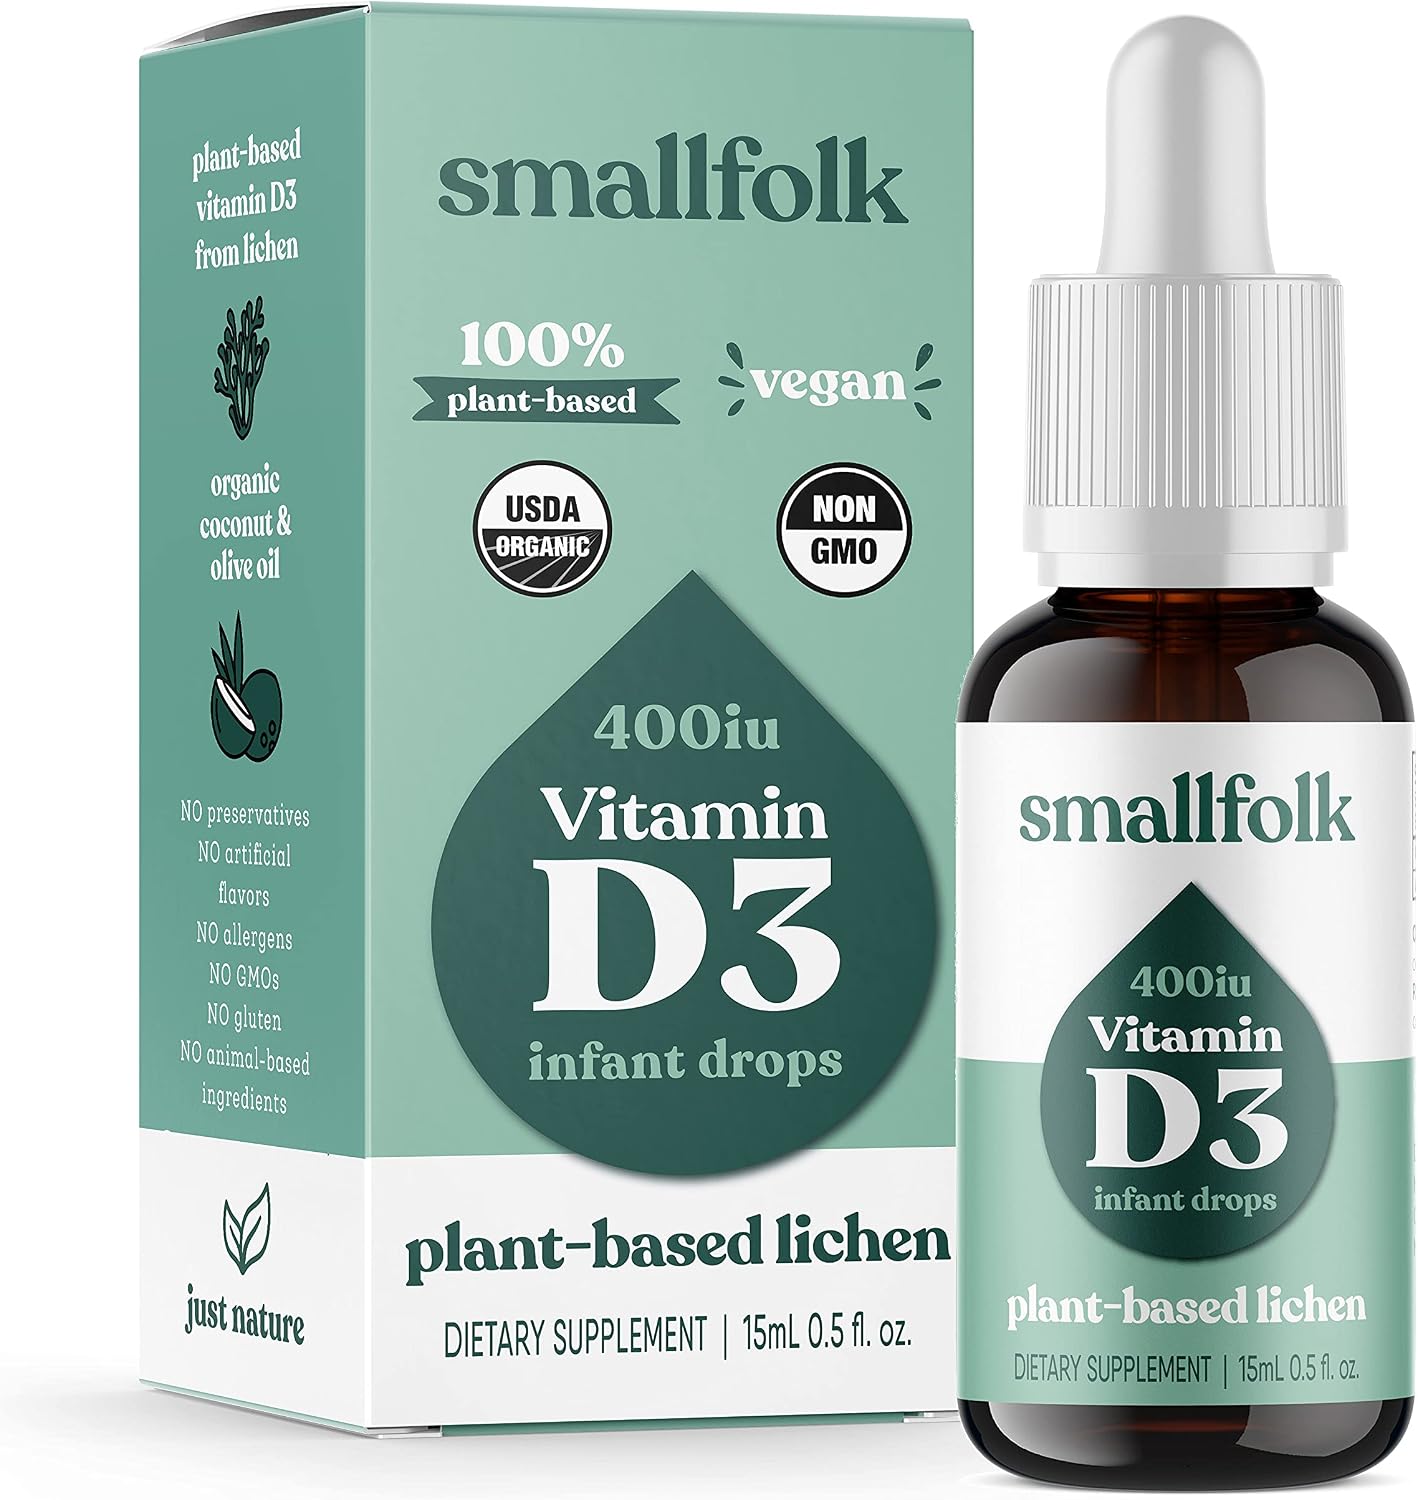 plant-based
vitamin D3
from lichen
organic
coconut &
olive oil
NO preservatives
NO artificial
flavors
NO allergens
NO GMOs
NO gluten
NO animal-based
ingredients
just nature
smallfolk
100%
plant-based
vegan
USDA
ORGANIC
NON
GMO
400iu
Vitamin
D3
infant drops
plant-based lichen
DIETARY SUPPLEMENT | 15mL 0.5 fl. oz.
smallfolk
400iu
Vitamin
D3
infant drops
plant-based lichen
DIETARY SUPPLEMENT | 15mL 0.5 fl. oz.